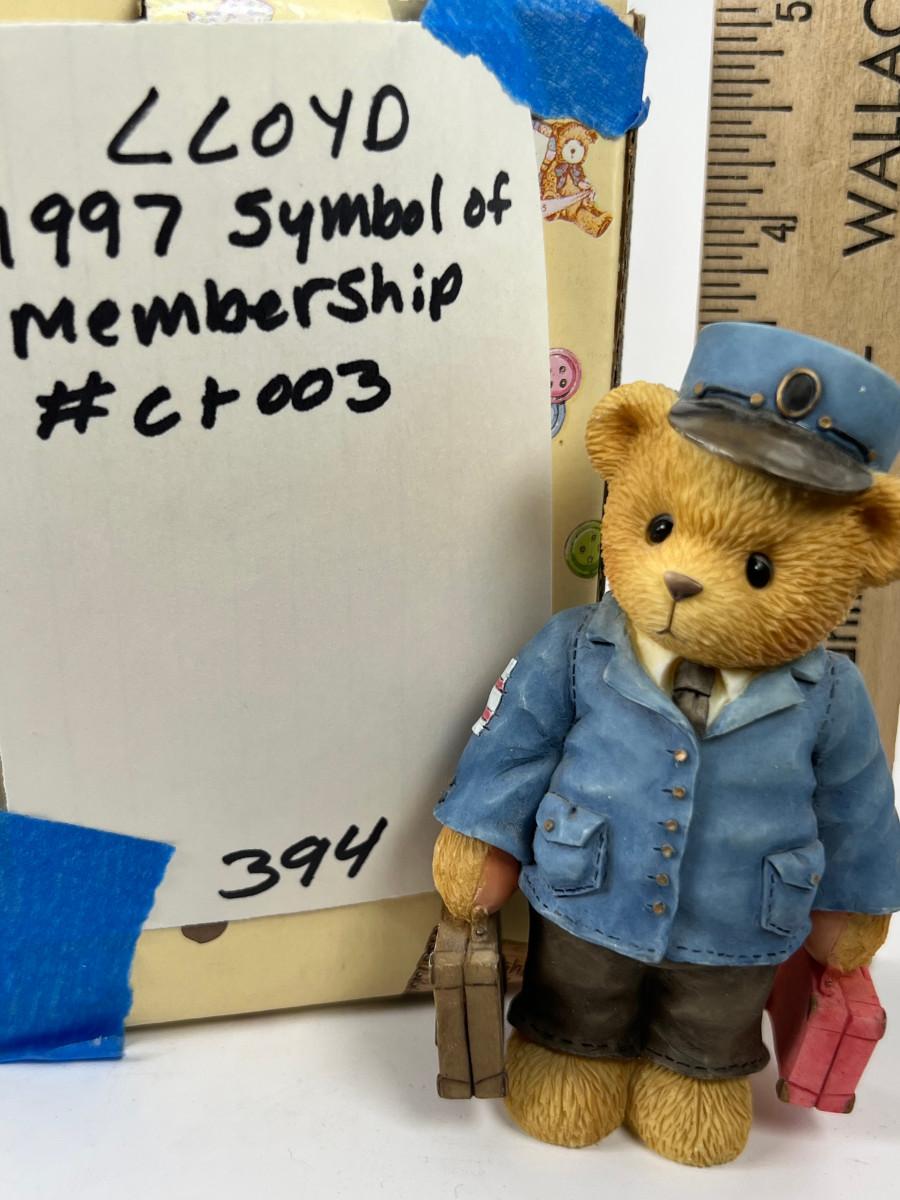 LLOYD
1997 Symbol of
Membership
#ct003
394
5
4
WALLAC